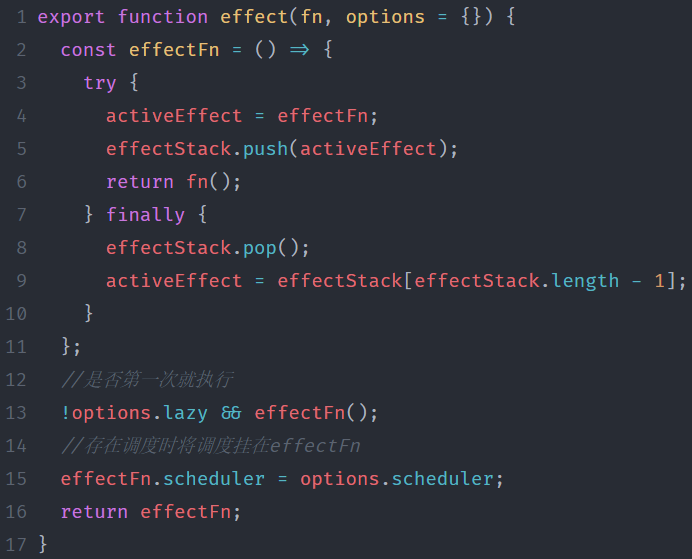 1 export function effect(fn, options = {}) {
2 const effectFn = () => {
3 try {
4 activeEffect = effectFn;
5 effectStack.push(activeEffect);
6 return fn();
7 } finally {
8 effectStack.pop();
9 activeEffect = effectStack[effectStack.length - 1];
10 }
11 };
12 //是否第一次就执行
13 !options.lazy && effectFn();
14 //存在调度时将调度挂在effectFn
15 effectFn.scheduler = options.scheduler;
16 return effectFn;
17 }